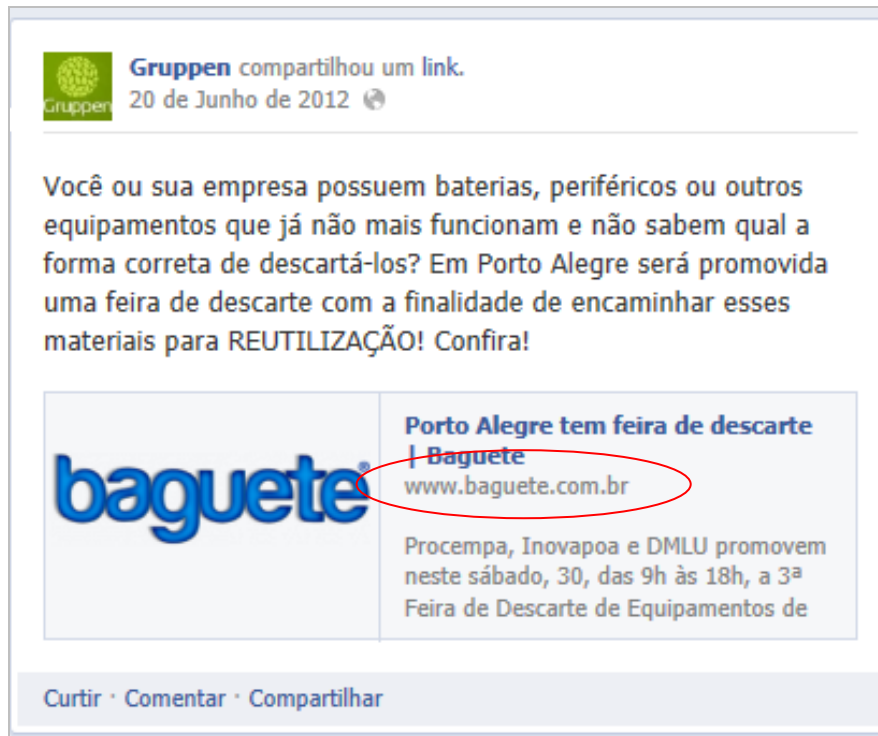 Gruppen
Gruppen compartilhou um link.
20 de Junho de 2012
Você ou sua empresa possuem baterias, periféricos ou outros
equipamentos que já não mais funcionam e não sabem qual a
forma correta de descartá-los? Em Porto Alegre será promovida
uma feira de descarte com a finalidade de encaminhar esses
materiais para REUTILIZAÇÃO! Confira!
baguete®
Porto Alegre tem feira de descarte
| Baguete
www.baguete.com.br
Procempa, Inovapoa e DMLU promovem
neste sábado, 30, das 9h às 18h, a 3ª
Feira de Descarte de Equipamentos de
Curtir · Comentar · Compartilhar